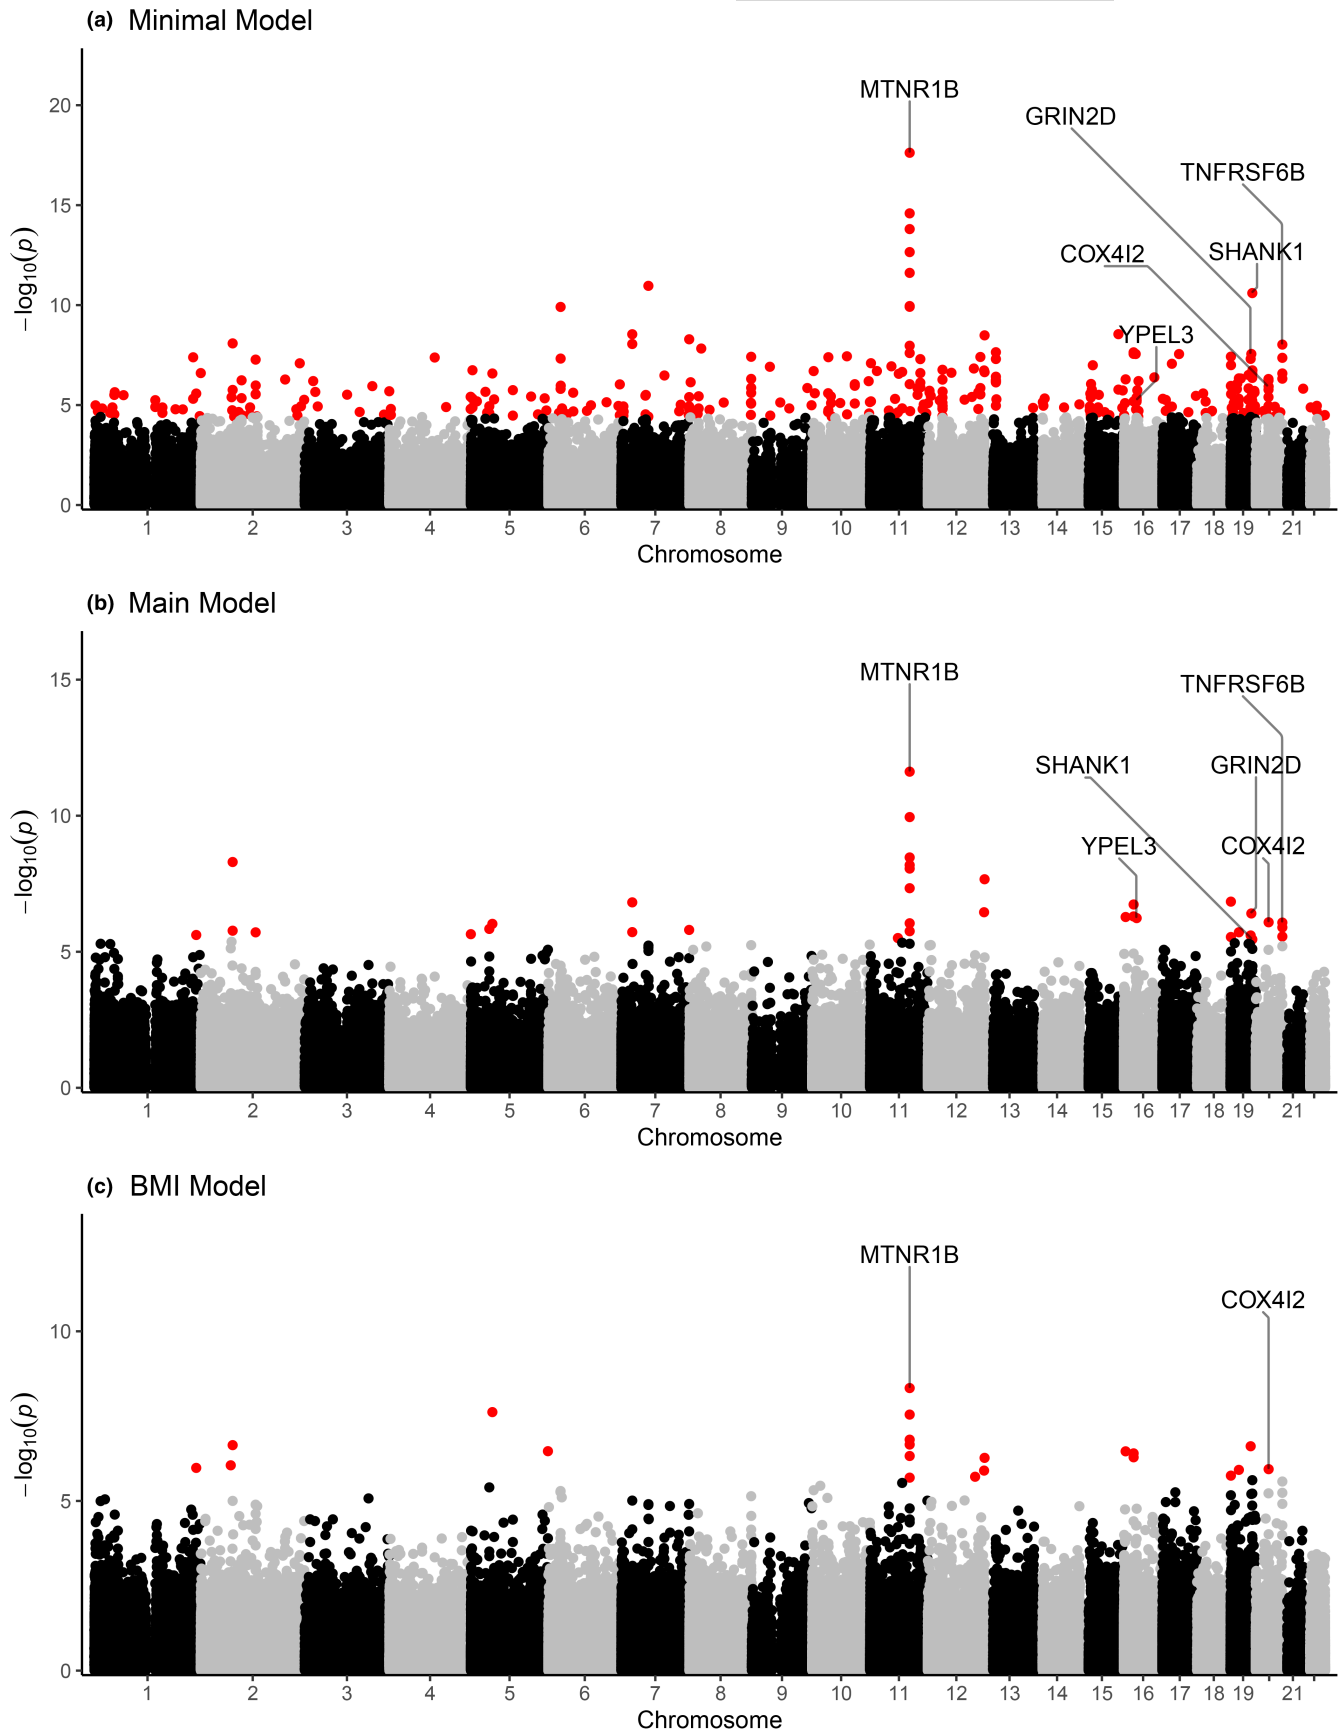 (a) Minimal Model
MTNR1B
GRIN2D
TNFRSF6B
COX4I2
SHANK1
YPEL3
20
15
10
5
0
−log10(p)
1 2 3 4 5 6 7 8 9 10 11 12 13 14 15 16 17 18 19 21
Chromosome
(b) Main Model
MTNR1B
TNFRSF6B
SHANK1
GRIN2D
YPEL3
COX4I2
15
10
5
0
−log10(p)
1 2 3 4 5 6 7 8 9 10 11 12 13 14 15 16 17 18 19 21
Chromosome
(c) BMI Model
MTNR1B
COX4I2
10
5
0
−log10(p)
1 2 3 4 5 6 7 8 9 10 11 12 13 14 15 16 17 18 19 21
Chromosome